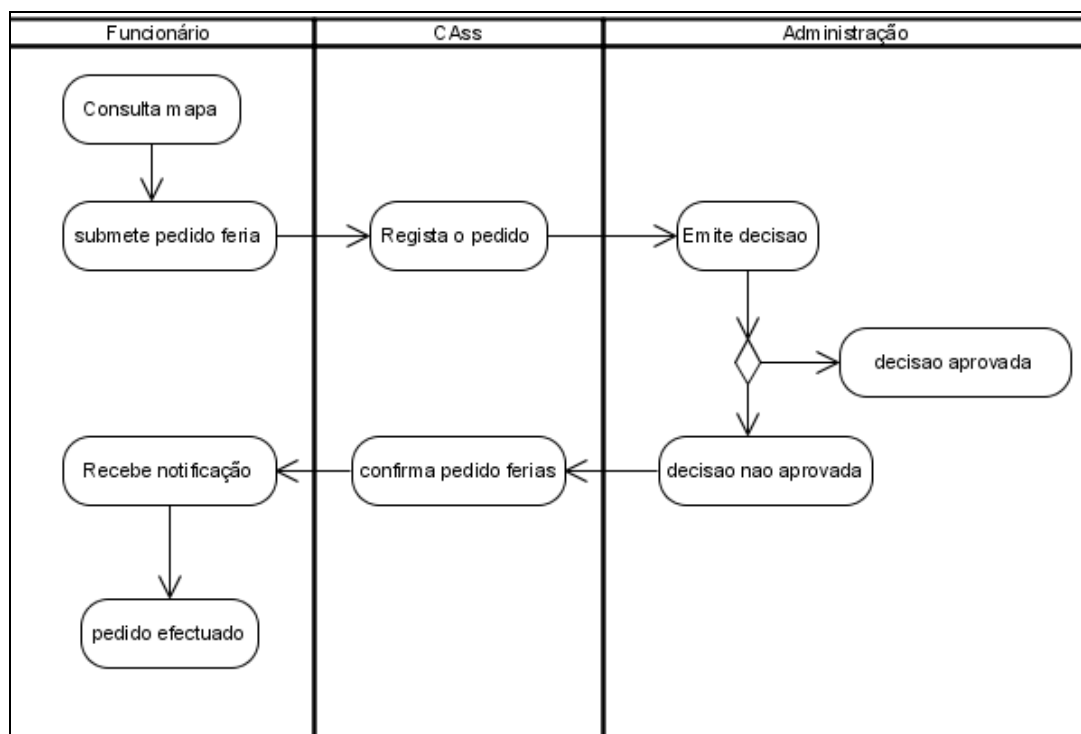 Funcionário
CAss
Administração
Consulta mapa
submete pedido feria
Regista o pedido
Emite decisao
decisao aprovada
Recebe notificação
confirma pedido ferias
decisao nao aprovada
pedido efectuado